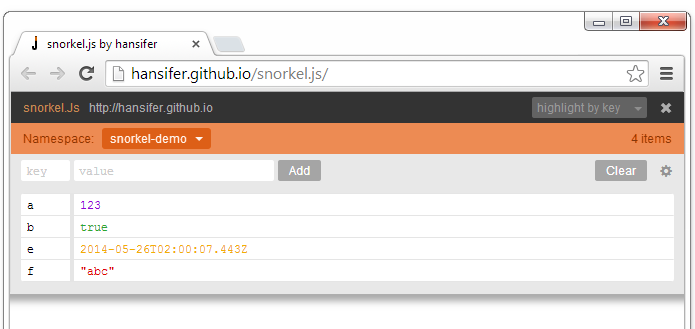 snorkel.js by hansifer
hansifer.github.io/snorkel.js/
snorkel.Js http://hansifer.github.io highlight by key
Namespace: snorkel-demo 4 items
key value Add Clear
a 123
b true
e 2014-05-26T02:00:07.443Z
f "abc"